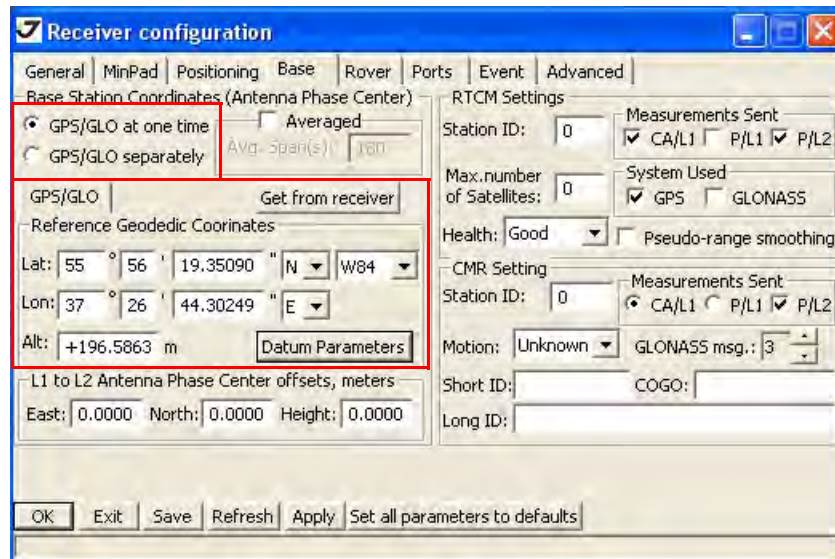 Receiver configuration
General MinPad Positioning Base Rover Ports Event Advanced
Base Station Coordinates (Antenna Phase Center)
GPS/GLO at one time
GPS/GLO separately
Averaged
Avg. Span(s): 180
GPS/GLO
Get from receiver
Reference Geodedic Coorinates
Lat: 55 ° 56 ' 19.35090 " N W84
Lon: 37 ° 26 ' 44.30249 " E
Alt: +196.5863 m Datum Parameters
L1 to L2 Antenna Phase Center offsets, meters
East: 0.0000 North: 0.0000 Height: 0.0000
RTCM Settings
Station ID: 0
Measurements Sent
CA/L1 P/L1 P/L2
Max.number
of Satellites: 0
System Used
GPS GLONASS
Health: Good Pseudo-range smoothing
CMR Setting
Station ID: 0
Measurements Sent
CA/L1 P/L1 P/L2
Motion: Unknown GLONASS msg.: 3
Short ID: COGO:
Long ID:
OK Exit Save Refresh Apply Set all parameters to defaults